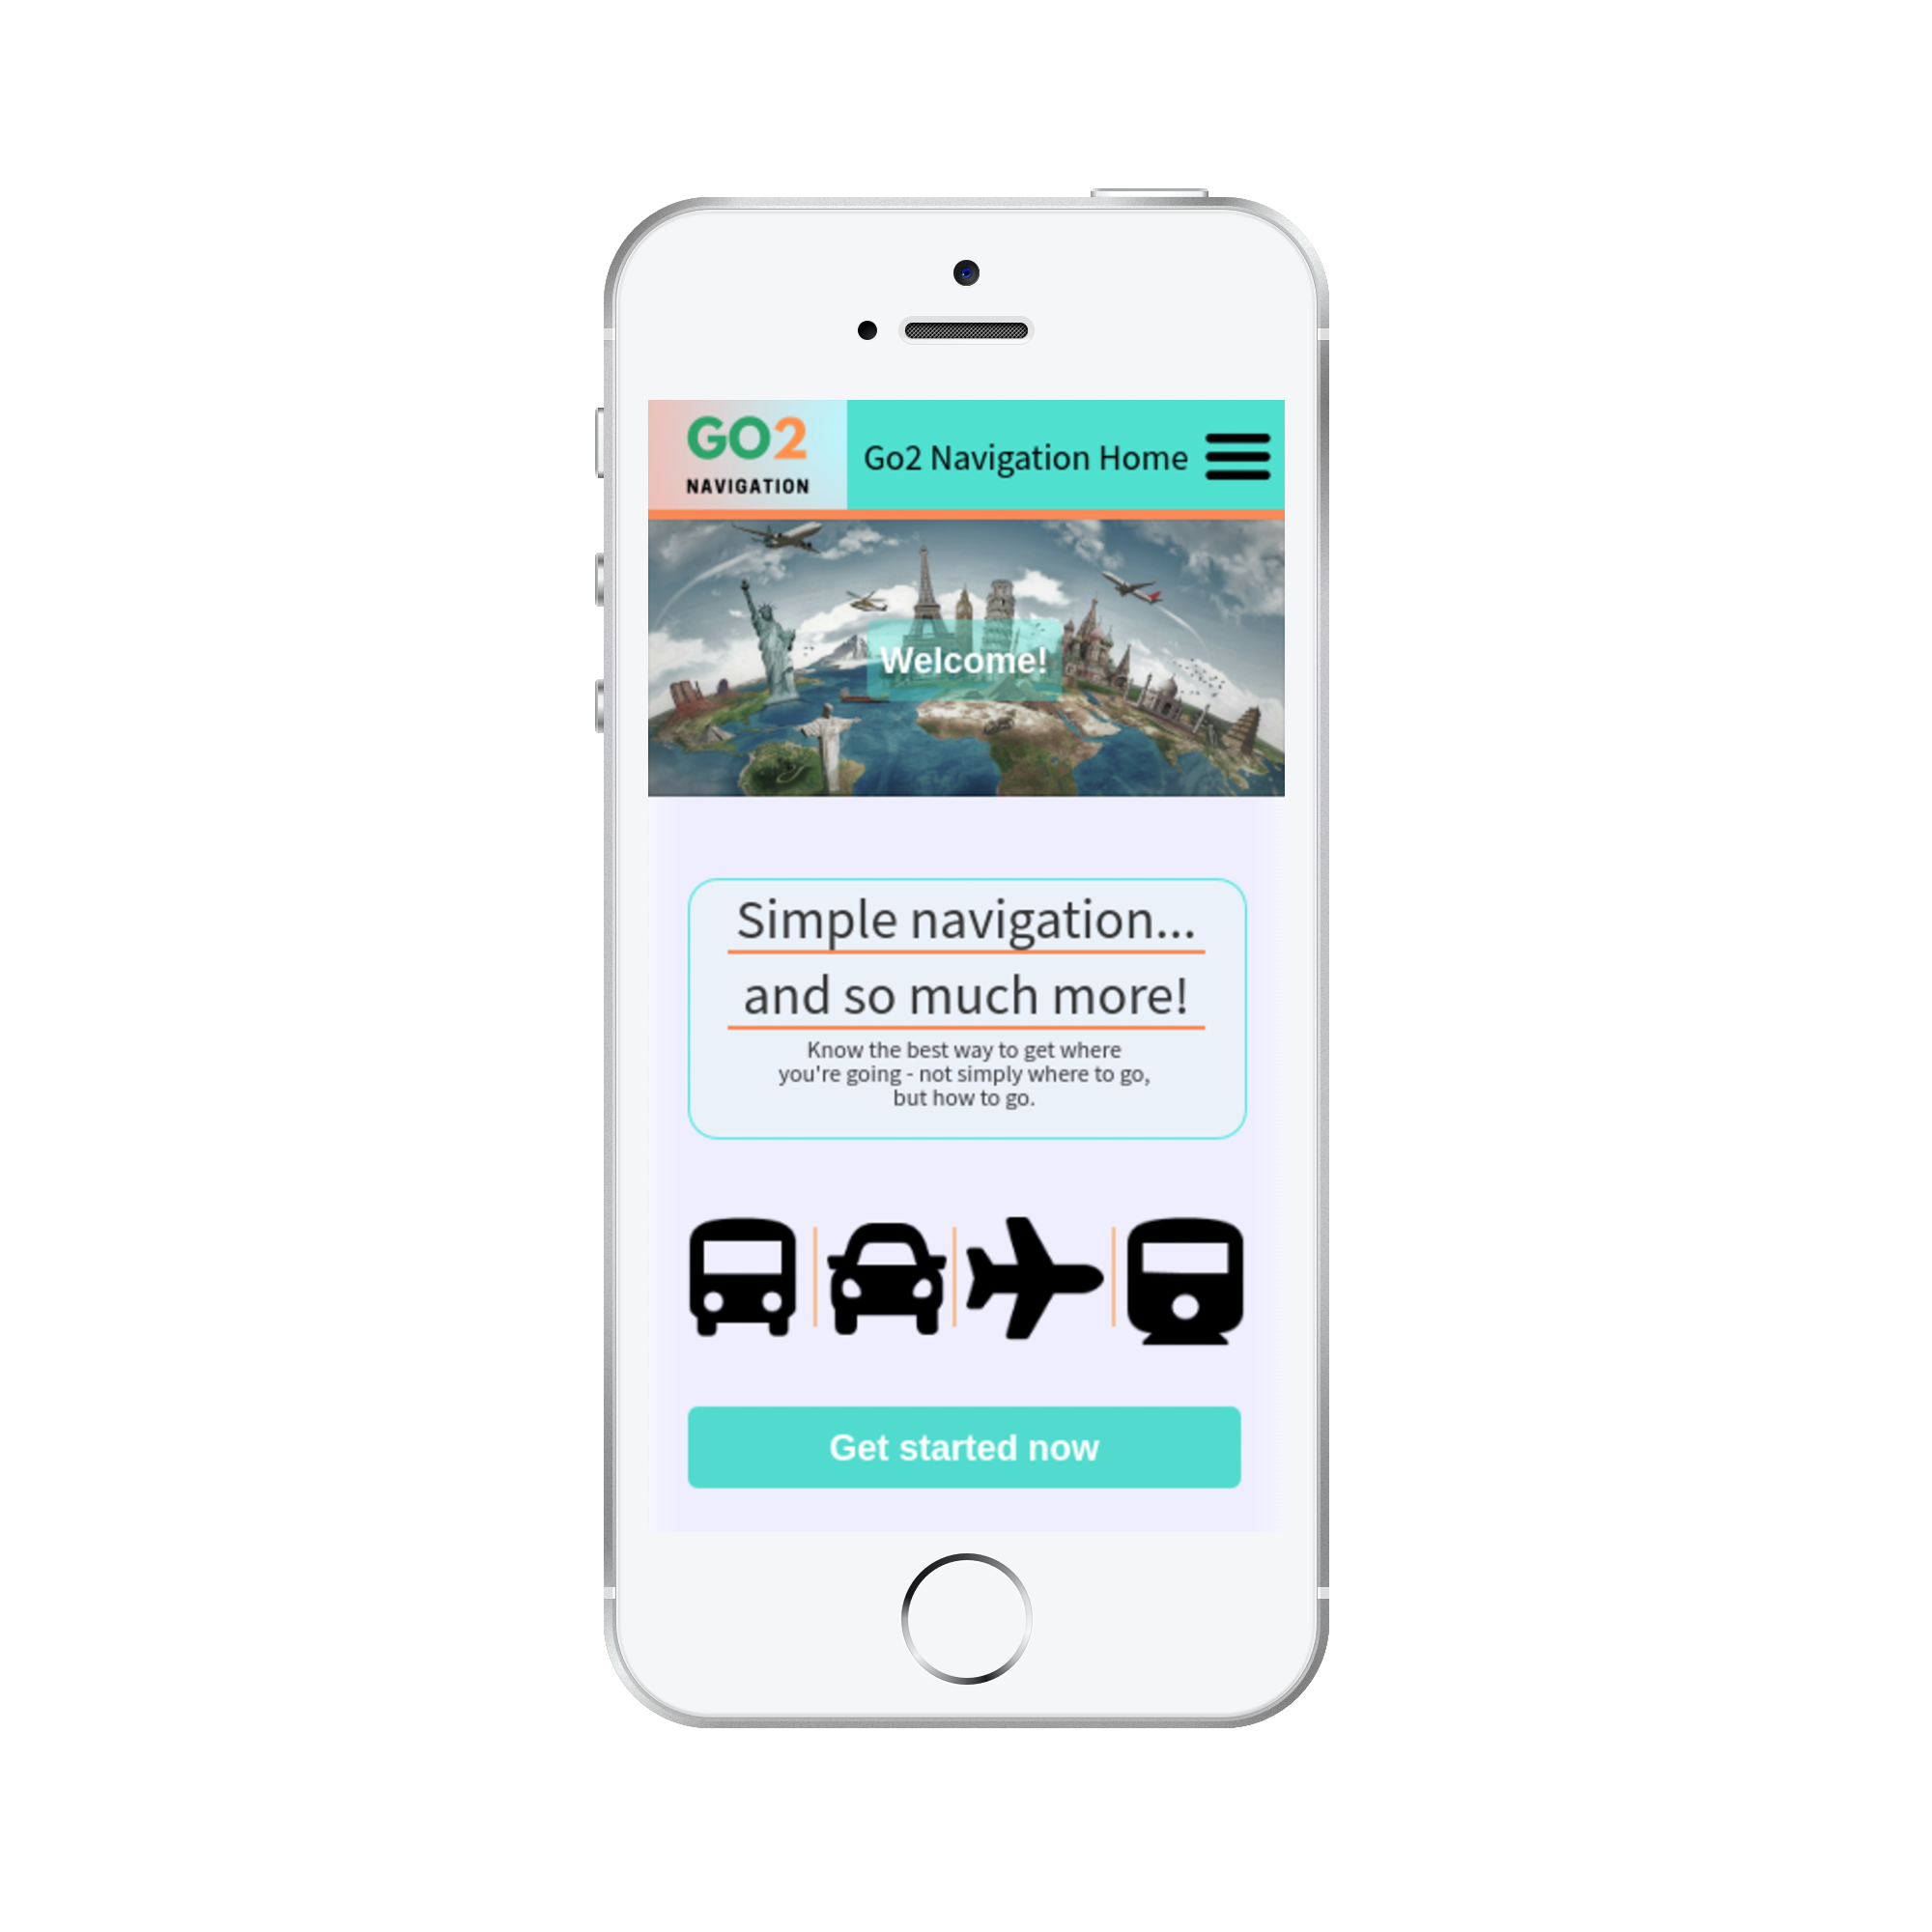 GO2
NAVIGATION
Go2 Navigation Home
Welcome!
Simple navigation...
and so much more!
Know the best way to get where
you're going - not simply where to go,
but how to go.
Get started now